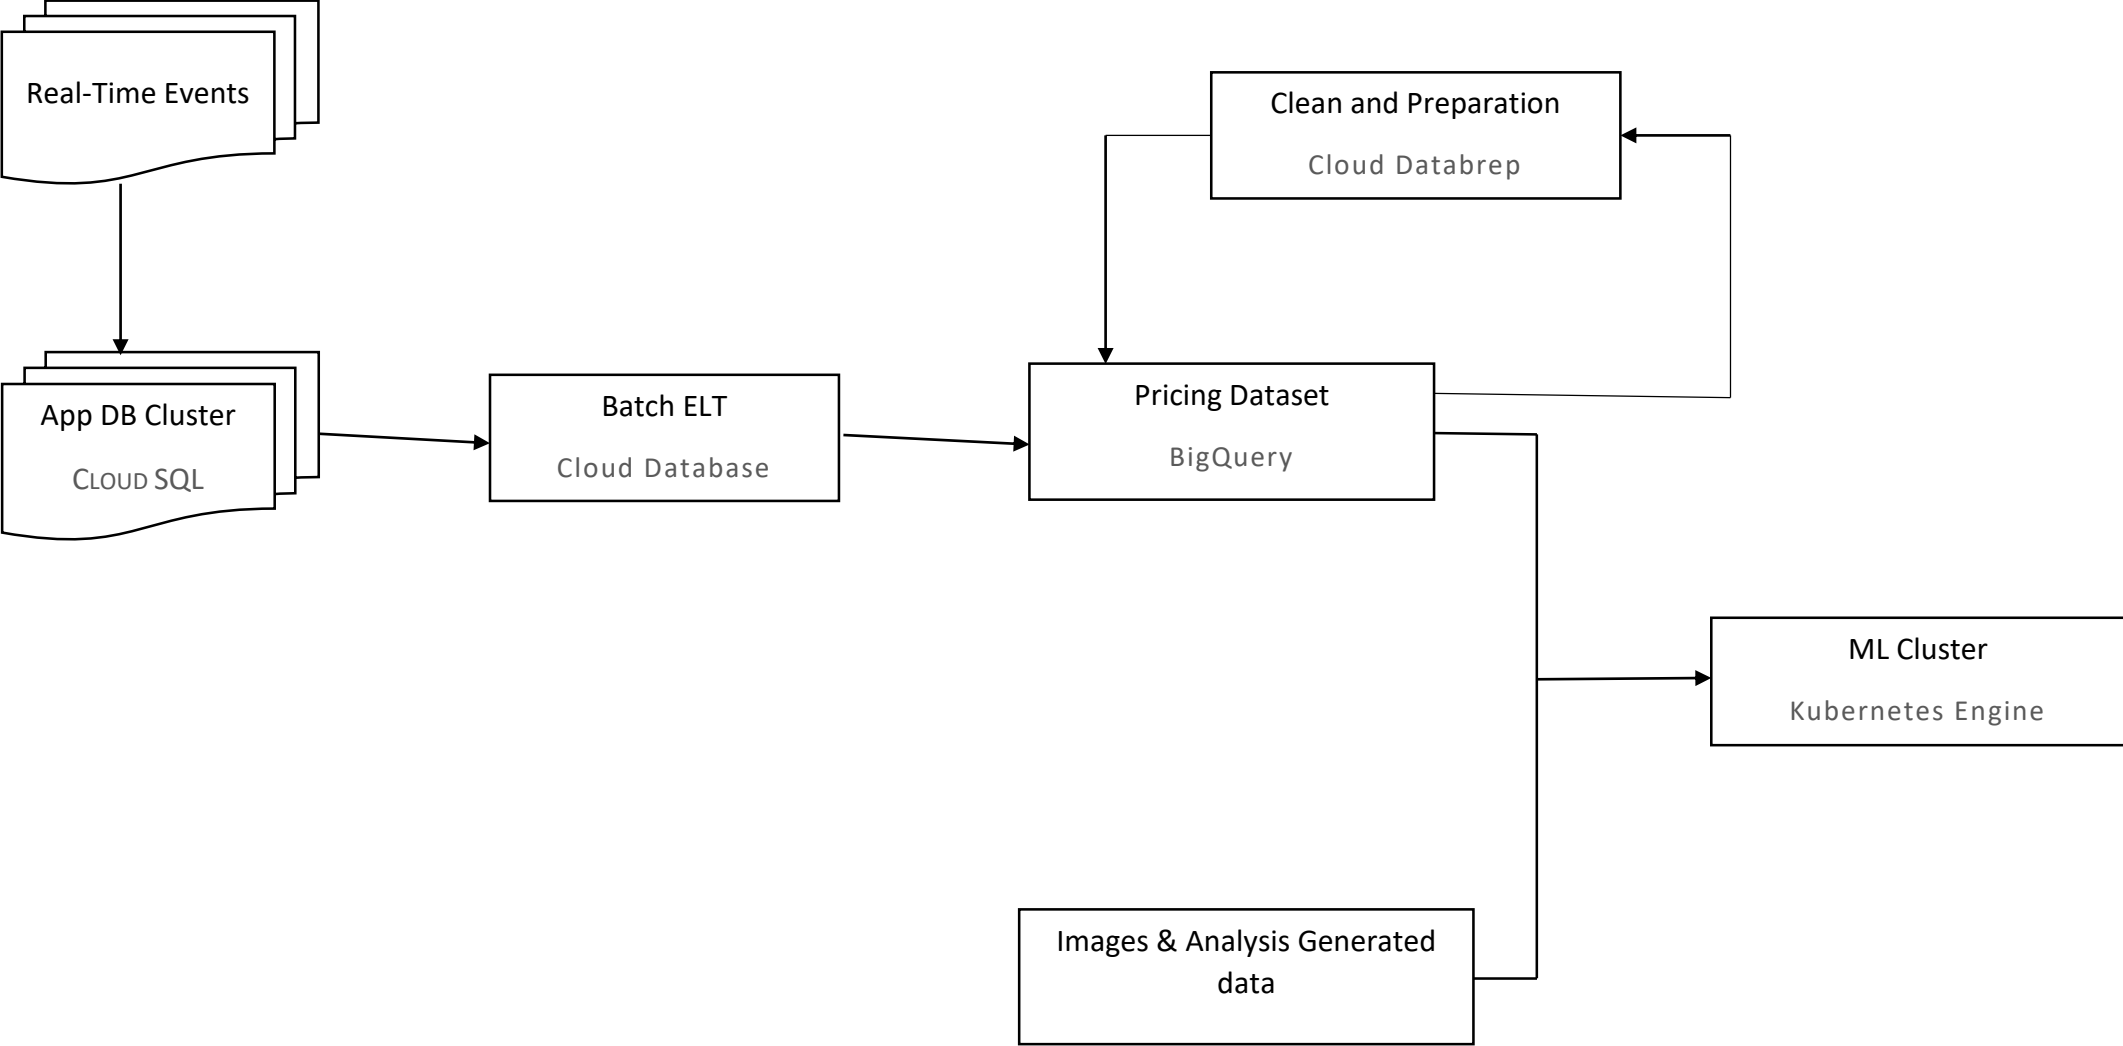 Real-Time Events
Clean and Preparation
Cloud Databrep
App DB Cluster
CLOUD SQL
Batch ELT
Cloud Database
Pricing Dataset
BigQuery
ML Cluster
Kubernetes Engine
Images & Analysis Generated
data